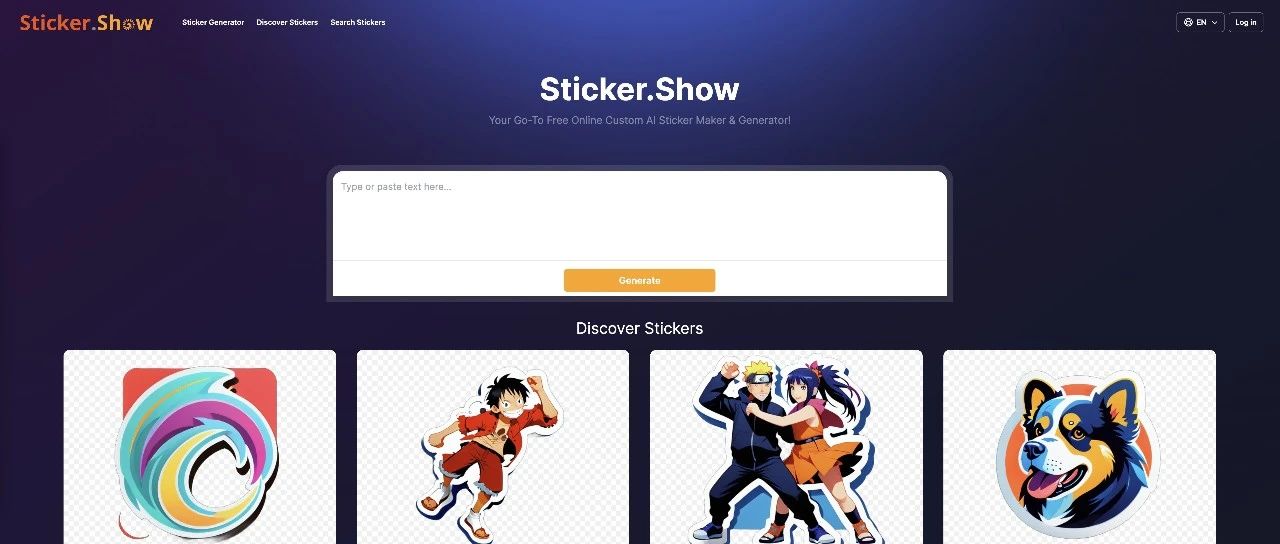 Sticker.Show
Sticker Generator
Discover Stickers
Search Stickers
EN
Log in
Sticker.Show
Your Go-To Free Online Custom AI Sticker Maker & Generator!
Type or paste text here...
Generate
Discover Stickers